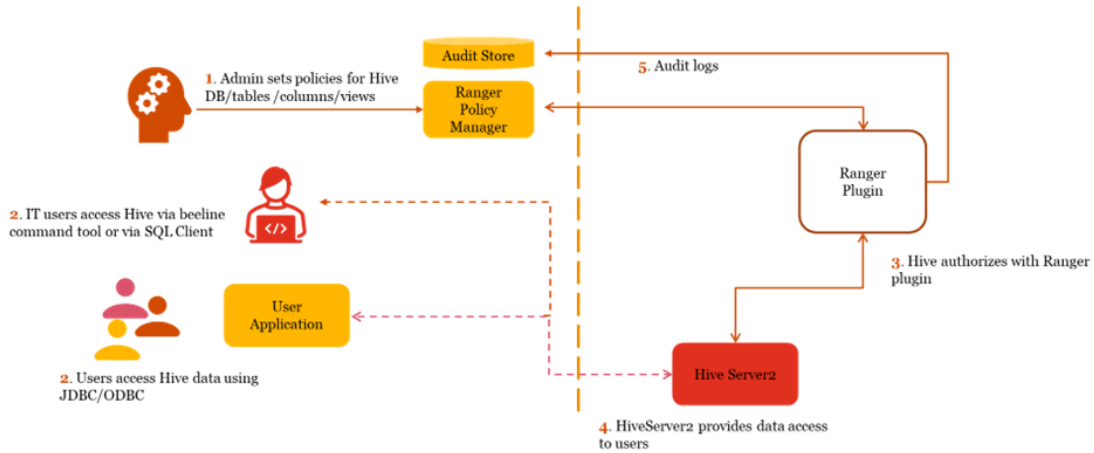 Audit Store
5. Audit logs
1. Admin sets policies for Hive
DB/tables /columns/views
Ranger
Policy
Manager
Ranger
Plugin
2. IT users access Hive via beeline
command tool or via SQL Client
</>
3. Hive authorizes with Ranger
plugin
User
Application
2. Users access Hive data using
JDBC/ODBC
Hive Server2
4. HiveServer2 provides data access
to users